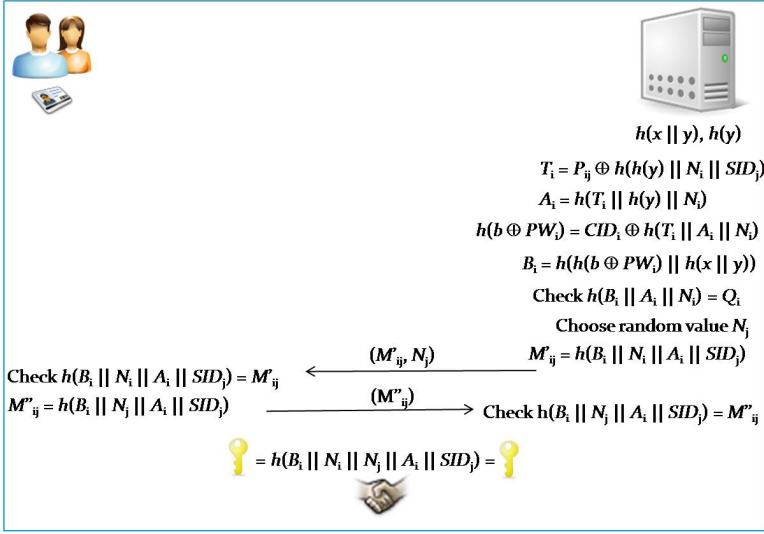 h(x || y), h(y)
Tᵢ = Pᵢⱼ ⊕ h(h(y) || Nᵢ || SIDⱼ)
Aᵢ = h(Tᵢ || h(y) || Nᵢ)
h(b ⊕ PWᵢ) = CIDᵢ ⊕ h(Tᵢ || Aᵢ || Nᵢ)
Bᵢ = h(h(b ⊕ PWᵢ) || h(x || y))
Check h(Bᵢ || Aᵢ || Nᵢ) = Qᵢ
Choose random value Nⱼ
M'ᵢⱼ = h(Bᵢ || Nᵢ || Aᵢ || SIDⱼ)
(M'ᵢⱼ, Nⱼ)
Check h(Bᵢ || Nᵢ || Aᵢ || SIDⱼ) = M'ᵢⱼ
M''ᵢⱼ = h(Bᵢ || Nⱼ || Aᵢ || SIDⱼ)
(M''ᵢⱼ)
Check h(Bᵢ || Nⱼ || Aᵢ || SIDⱼ) = M''ᵢⱼ
= h(Bᵢ || Nᵢ || Nⱼ || Aᵢ || SIDⱼ) =